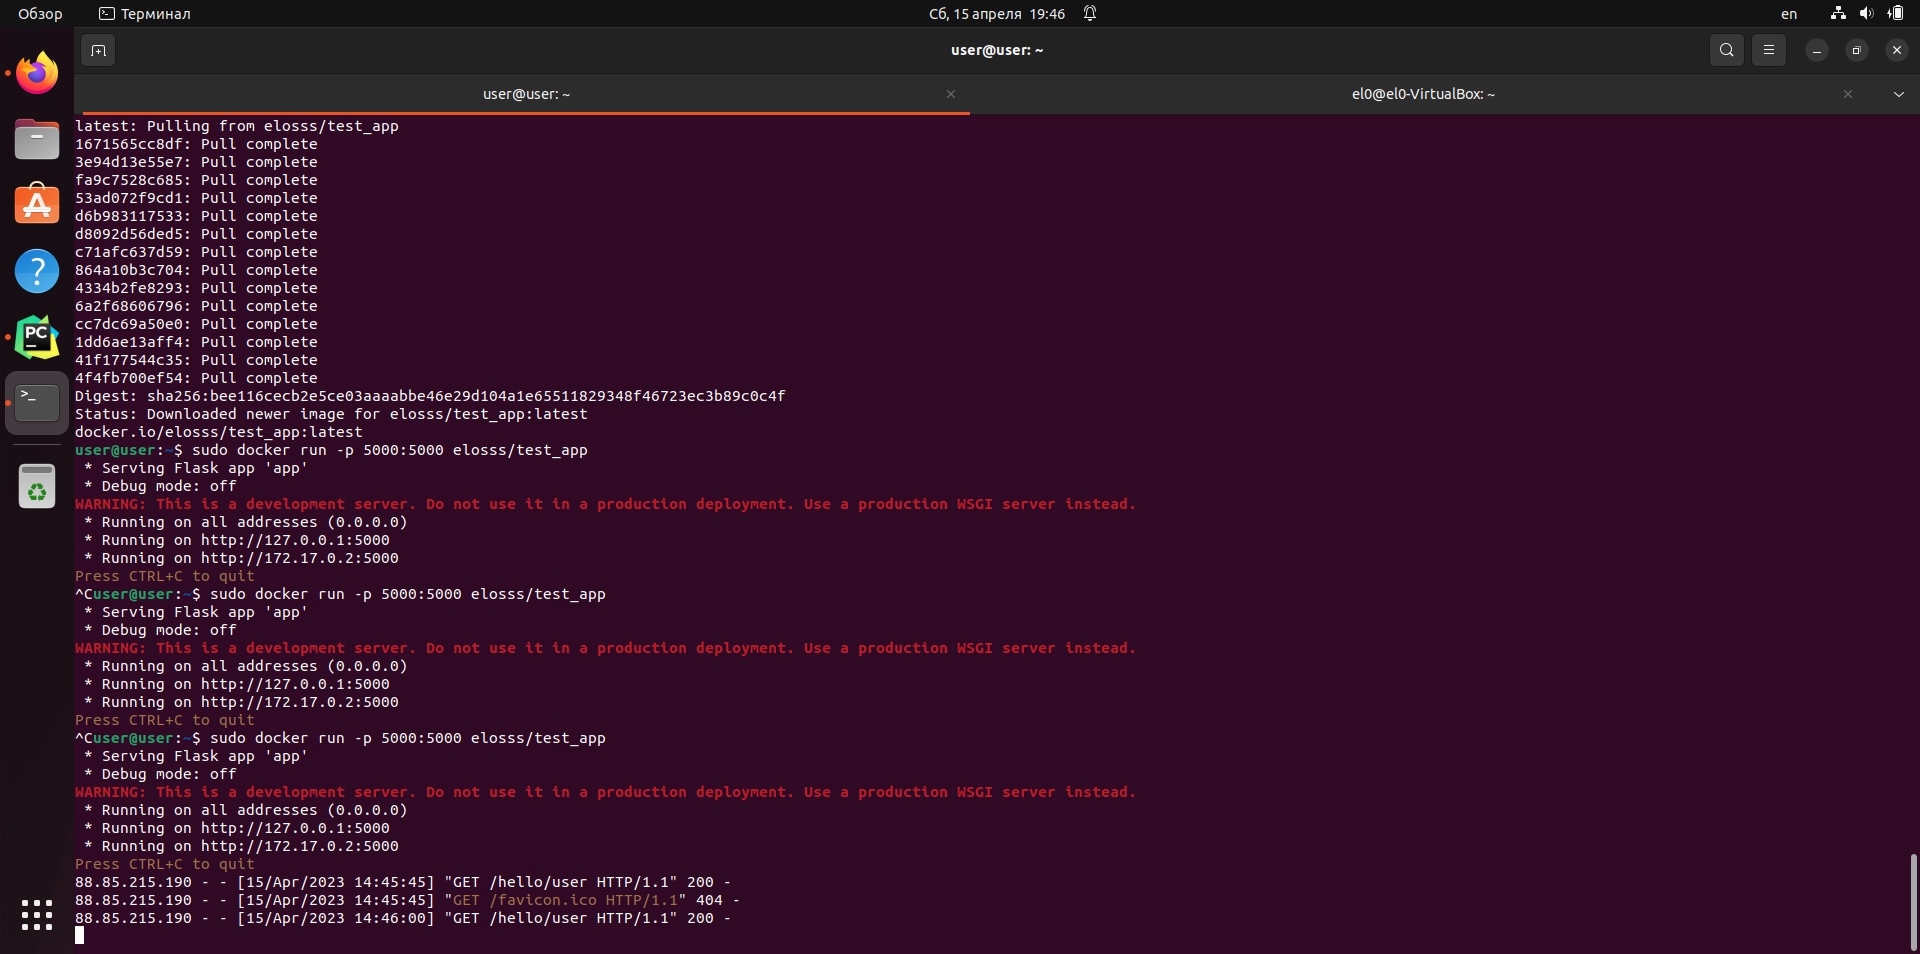 Обзор
Терминал
Сб, 15 апреля 19:46
en
user@user: ~
user@user: ~
el0@el0-VirtualBox: ~
latest: Pulling from elosss/test_app
1671565cc8df: Pull complete
3e94d13e55e7: Pull complete
fa9c7528c685: Pull complete
53ad072f9cd1: Pull complete
d6b983117533: Pull complete
d8092d56ded5: Pull complete
c71afc637d59: Pull complete
864a10b3c704: Pull complete
4334b2fe8293: Pull complete
6a2f68606796: Pull complete
cc7dc69a50e0: Pull complete
1dd6ae13aff4: Pull complete
41f177544c35: Pull complete
4f4fb700ef54: Pull complete
Digest: sha256:bee116cecb2e5ce03aaaabbe46e29d104a1e65511829348f46723ec3b89c0c4f
Status: Downloaded newer image for elosss/test_app:latest
docker.io/elosss/test_app:latest
user@user:~$ sudo docker run -p 5000:5000 elosss/test_app
 * Serving Flask app 'app'
 * Debug mode: off
WARNING: This is a development server. Do not use it in a production deployment. Use a production WSGI server instead.
 * Running on all addresses (0.0.0.0)
 * Running on http://127.0.0.1:5000
 * Running on http://172.17.0.2:5000
Press CTRL+C to quit
^Cuser@user:~$ sudo docker run -p 5000:5000 elosss/test_app
 * Serving Flask app 'app'
 * Debug mode: off
WARNING: This is a development server. Do not use it in a production deployment. Use a production WSGI server instead.
 * Running on all addresses (0.0.0.0)
 * Running on http://127.0.0.1:5000
 * Running on http://172.17.0.2:5000
Press CTRL+C to quit
^Cuser@user:~$ sudo docker run -p 5000:5000 elosss/test_app
 * Serving Flask app 'app'
 * Debug mode: off
WARNING: This is a development server. Do not use it in a production deployment. Use a production WSGI server instead.
 * Running on all addresses (0.0.0.0)
 * Running on http://127.0.0.1:5000
 * Running on http://172.17.0.2:5000
Press CTRL+C to quit
88.85.215.190 - - [15/Apr/2023 14:45:45] "GET /hello/user HTTP/1.1" 200 -
88.85.215.190 - - [15/Apr/2023 14:45:45] "GET /favicon.ico HTTP/1.1" 404 -
88.85.215.190 - - [15/Apr/2023 14:46:00] "GET /hello/user HTTP/1.1" 200 -
PC